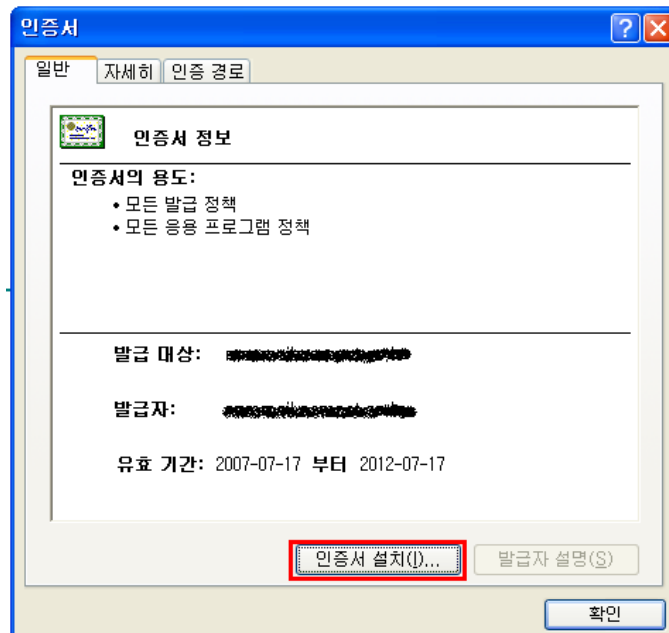 인증서
일반 자세히 인증 경로
인증서 정보
인증서의 용도:
• 모든 발급 정책
• 모든 응용 프로그램 정책
발급 대상:
발급자:
유효 기간: 2007-07-17 부터 2012-07-17
인증서 설치(I)... 발급자 설명(S)
확인